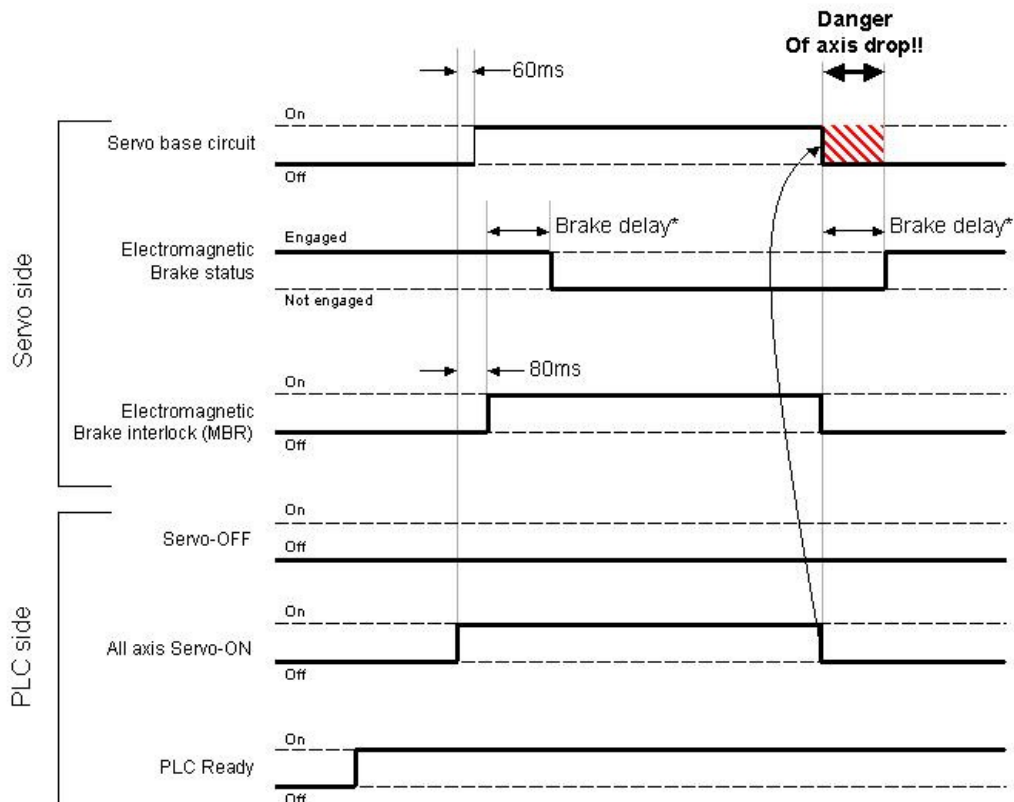 Danger
Of axis drop!!
60ms
Servo side
On
Servo base circuit
Off
Brake delay*
Brake delay*
Engaged
Electromagnetic
Brake status
Not engaged
80ms
On
Electromagnetic
Brake interlock (MBR)
Off
PLC side
On
Servo-OFF
Off
On
All axis Servo-ON
Off
On
PLC Ready
Off